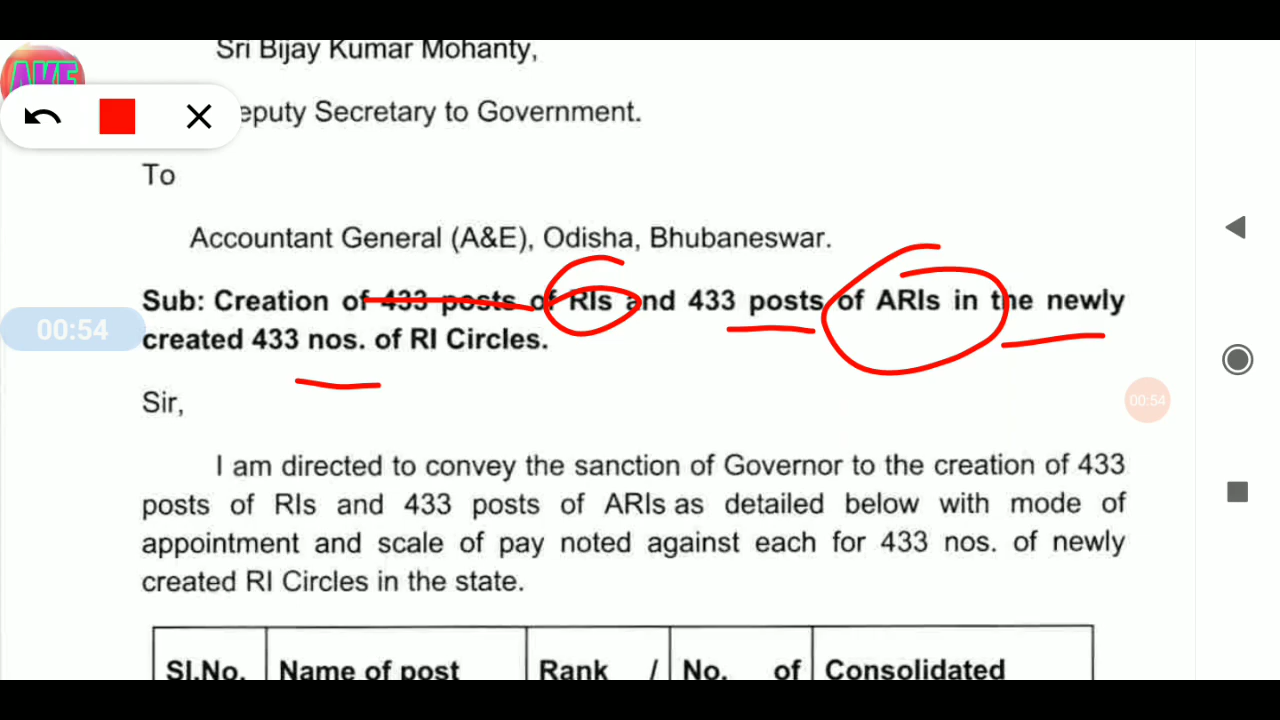 Sri Bijay Kumar Mohanty,
AKE
eputy Secretary to Government.
To
Accountant General (A&E), Odisha, Bhubaneswar.
Sub: Creation of 433 posts of RIs and 433 posts of ARIs in the newly
00:54
created 433 nos. of RI Circles.
Sir,
00:54
I am directed to convey the sanction of Governor to the creation of 433
posts of RIs and 433 posts of ARIs as detailed below with mode of
appointment and scale of pay noted against each for 433 nos. of newly
created RI Circles in the state.
Sl.No. Name of post Rank / No. of Consolidated